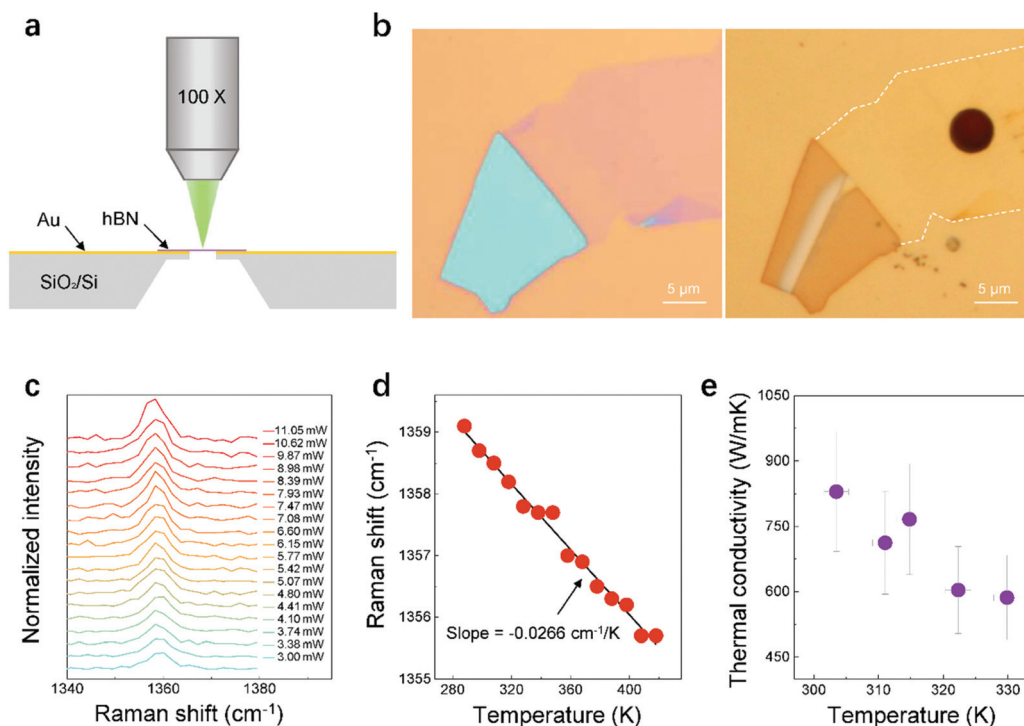 a
100 X
Au
hBN
SiO₂/Si
b
5 μm
5 μm
c
Normalized intensity
11.05 mW
10.62 mW
9.87 mW
8.98 mW
8.39 mW
7.93 mW
7.47 mW
7.08 mW
6.60 mW
6.15 mW
5.77 mW
5.42 mW
5.07 mW
4.80 mW
4.41 mW
4.10 mW
3.74 mW
3.38 mW
3.00 mW
1340 1360 1380 1400
Raman shift (cm⁻¹)
d
Raman shift (cm⁻¹)
1359
1358
1357
1356
1355
Slope = -0.0266 cm⁻¹/K
280 320 360 400
Temperature (K)
e
Thermal conductivity (W/mK)
1050
900
750
600
450
300 310 320 330
Temperature (K)